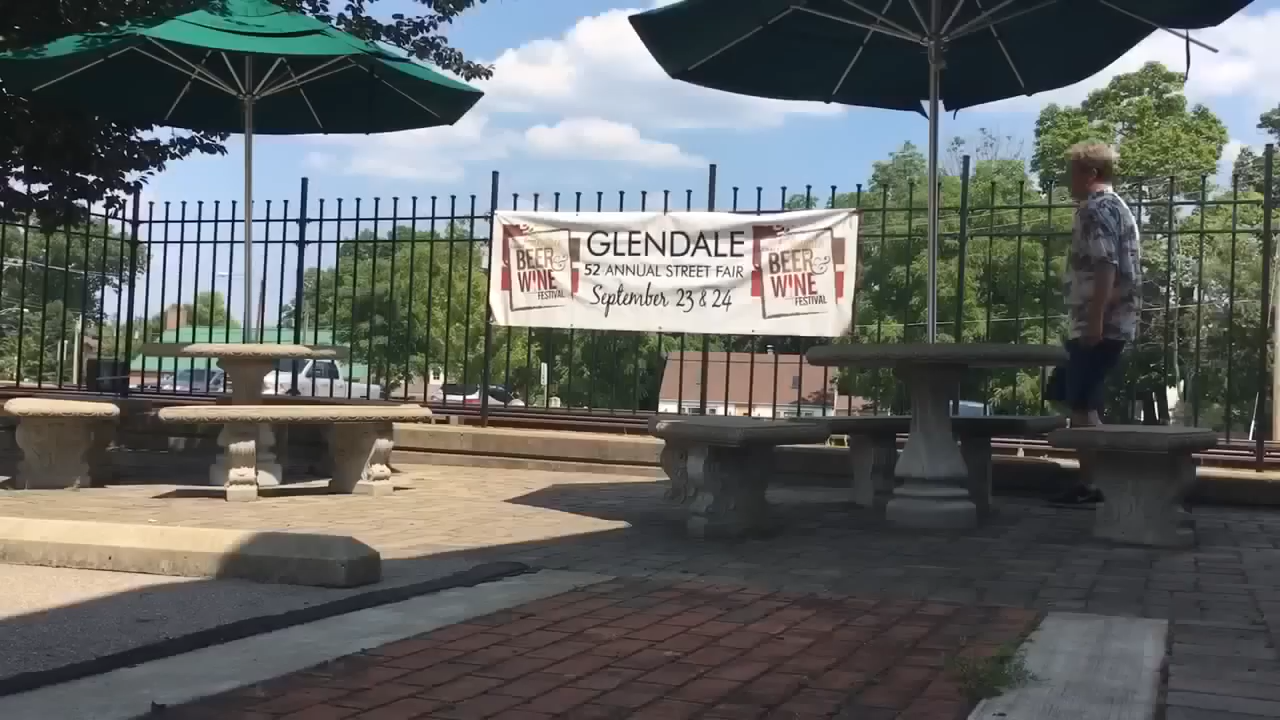 BEER &
WINE
FESTIVAL
GLENDALE
52 ANNUAL STREET FAIR
September 23 & 24
BEER &
WINE
FESTIVAL